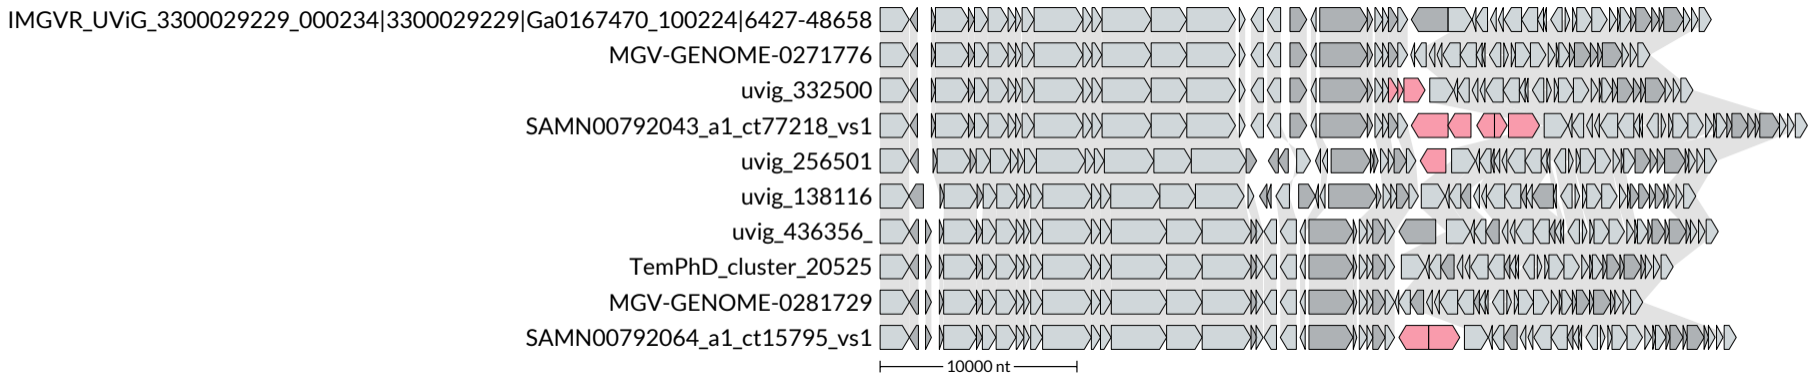 IMGVR_UViG_3300029229_000234|3300029229|Ga0167470_100224|6427-48658
MGV-GENOME-0271776
uvig_332500
SAMN00792043_a1_ct77218_vs1
uvig_256501
uvig_138116
uvig_436356_
TemPhD_cluster_20525
MGV-GENOME-0281729
SAMN00792064_a1_ct15795_vs1
10000 nt